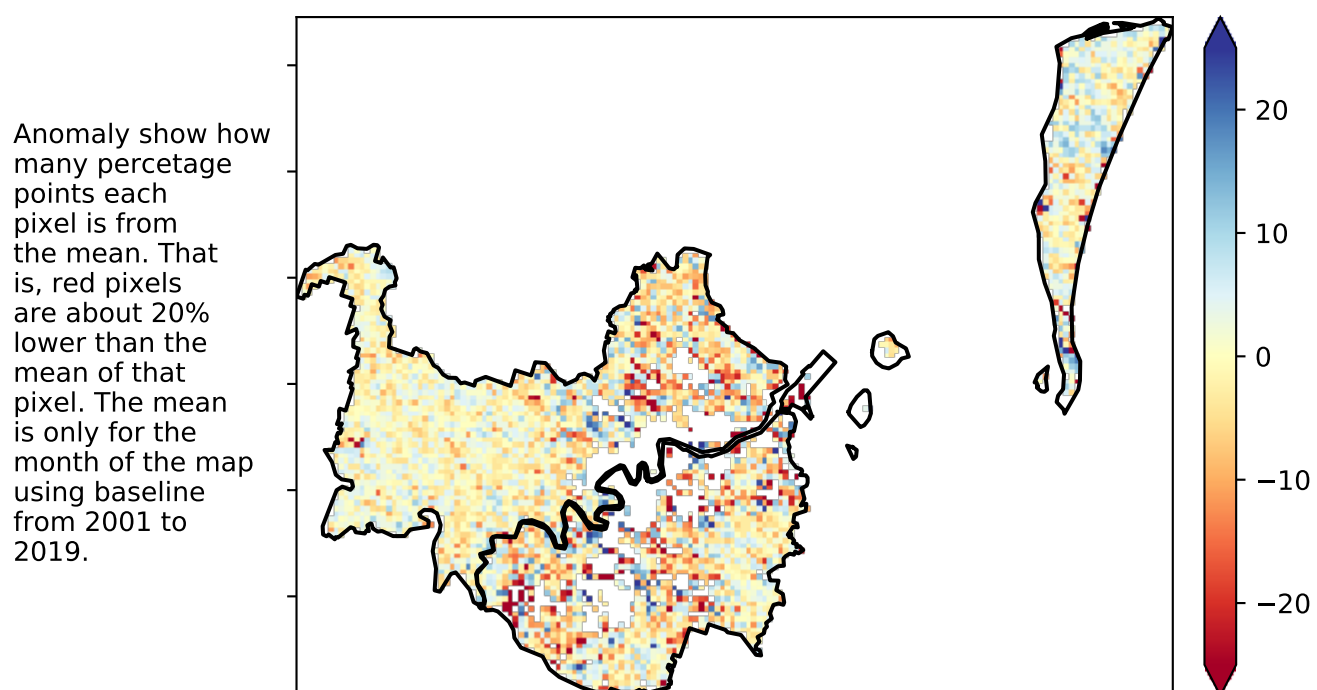 Anomaly show how
many percetage
points each
pixel is from
the mean. That
is, red pixels
are about 20%
lower than the
mean of that
pixel. The mean
is only for the
month of the map
using baseline
from 2001 to
2019.
20
10
0
−10
−20